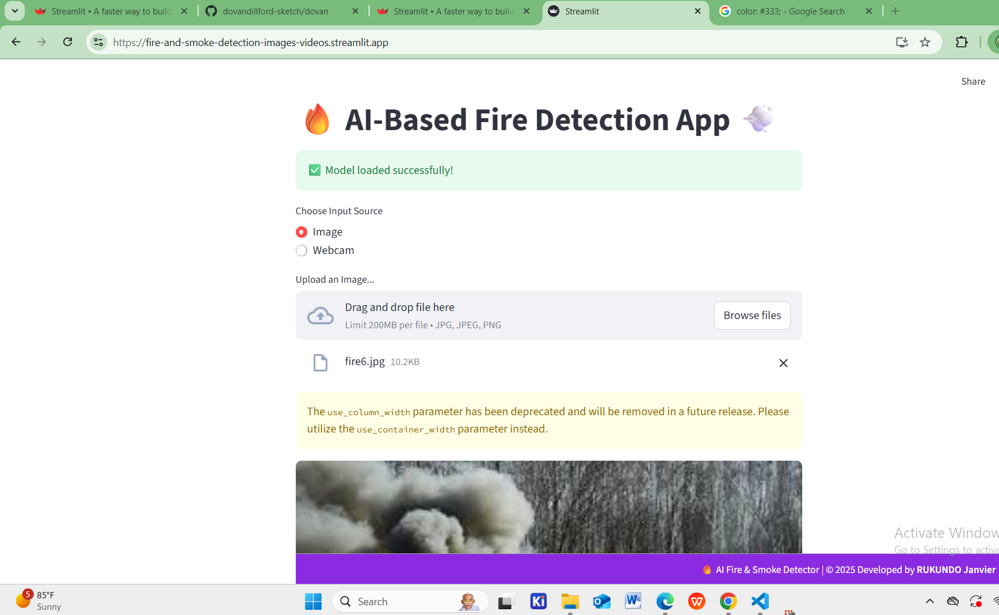 Streamlit • A faster way to build
dovandillford-sketch/dovan
Streamlit • A faster way to build
Streamlit
color: #333; - Google Search
https://fire-and-smoke-detection-images-videos.streamlit.app
Share
AI-Based Fire Detection App
Model loaded successfully!
Choose Input Source
Image
Webcam
Upload an Image...
Drag and drop file here
Limit 200MB per file • JPG, JPEG, PNG
Browse files
fire6.jpg 10.2KB
The use_column_width parameter has been deprecated and will be removed in a future release. Please
utilize the use_container_width parameter instead.
Activate Window
Go to Settings to activa
AI Fire & Smoke Detector | © 2025 Developed by RUKUNDO Janvier
5
85°F
Sunny
Search
Ki